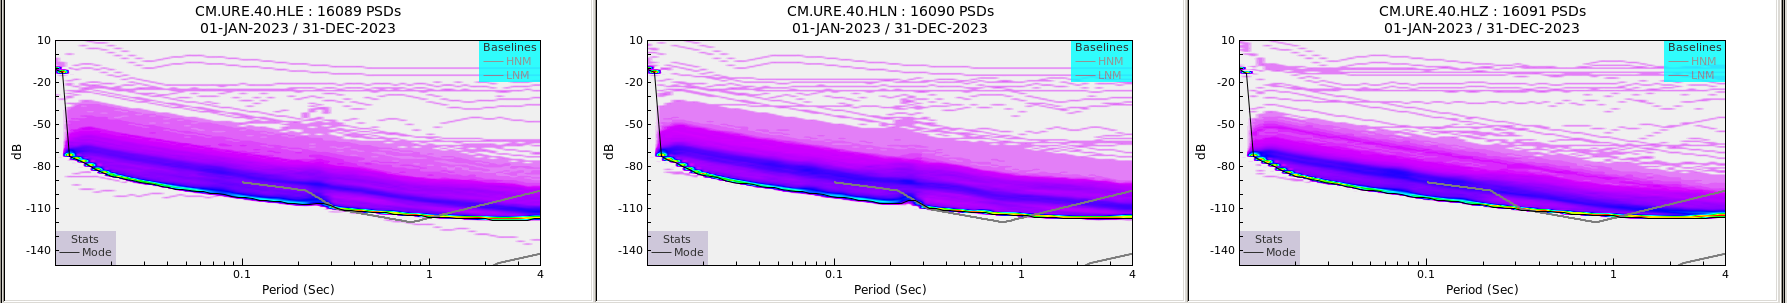 CM.URE.40.HLE : 16089 PSDs
01-JAN-2023 / 31-DEC-2023
10
-20
-50
-80
-110
-140
dB
Baselines
HNM
LNM
Stats
Mode
0.1
1
4
Period (Sec)
CM.URE.40.HLN : 16090 PSDs
01-JAN-2023 / 31-DEC-2023
10
-20
-50
-80
-110
-140
dB
Baselines
HNM
LNM
Stats
Mode
0.1
1
4
Period (Sec)
CM.URE.40.HLZ : 16091 PSDs
01-JAN-2023 / 31-DEC-2023
10
-20
-50
-80
-110
-140
dB
Baselines
HNM
LNM
Stats
Mode
0.1
1
4
Period (Sec)